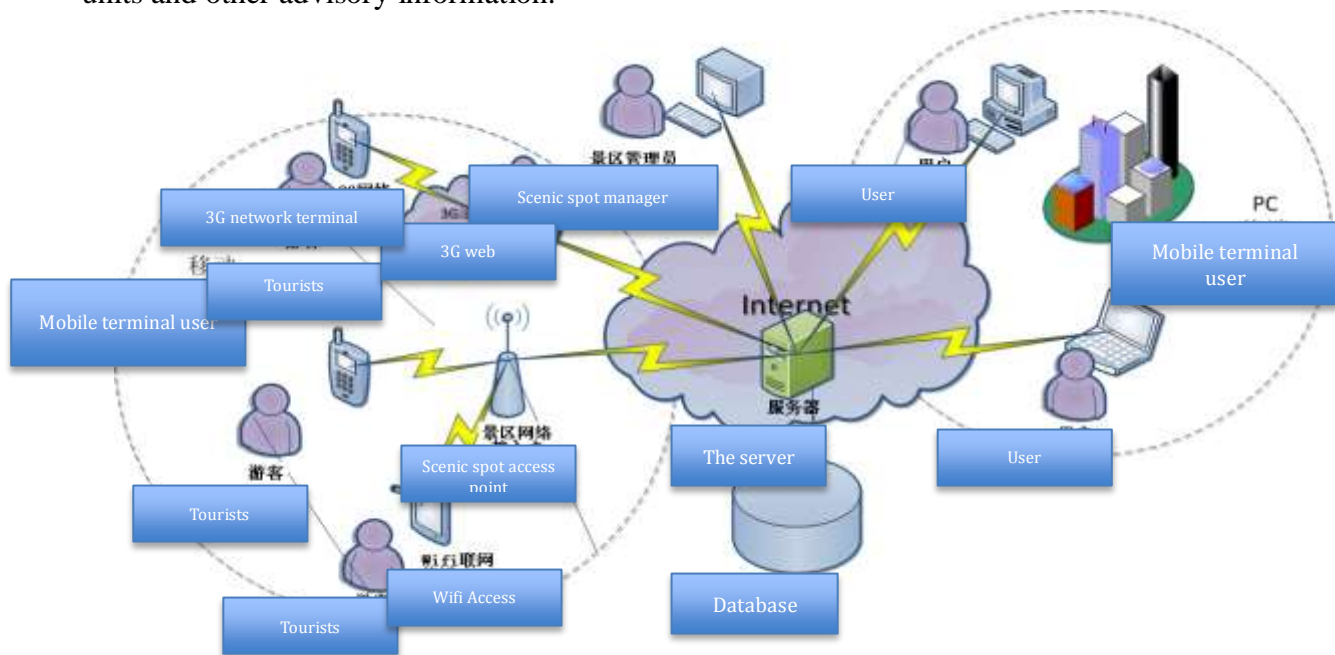 units and other advisory information.
景区管理员
Scenic spot manager
User
3G network terminal
3G web
PC
Mobile terminal
user
移动
Tourists
Mobile terminal user
Internet
服务器
景区网络
The server
User
游客
Scenic spot access
point
Tourists
Wifi联网
Wifi Access
Database
Tourists